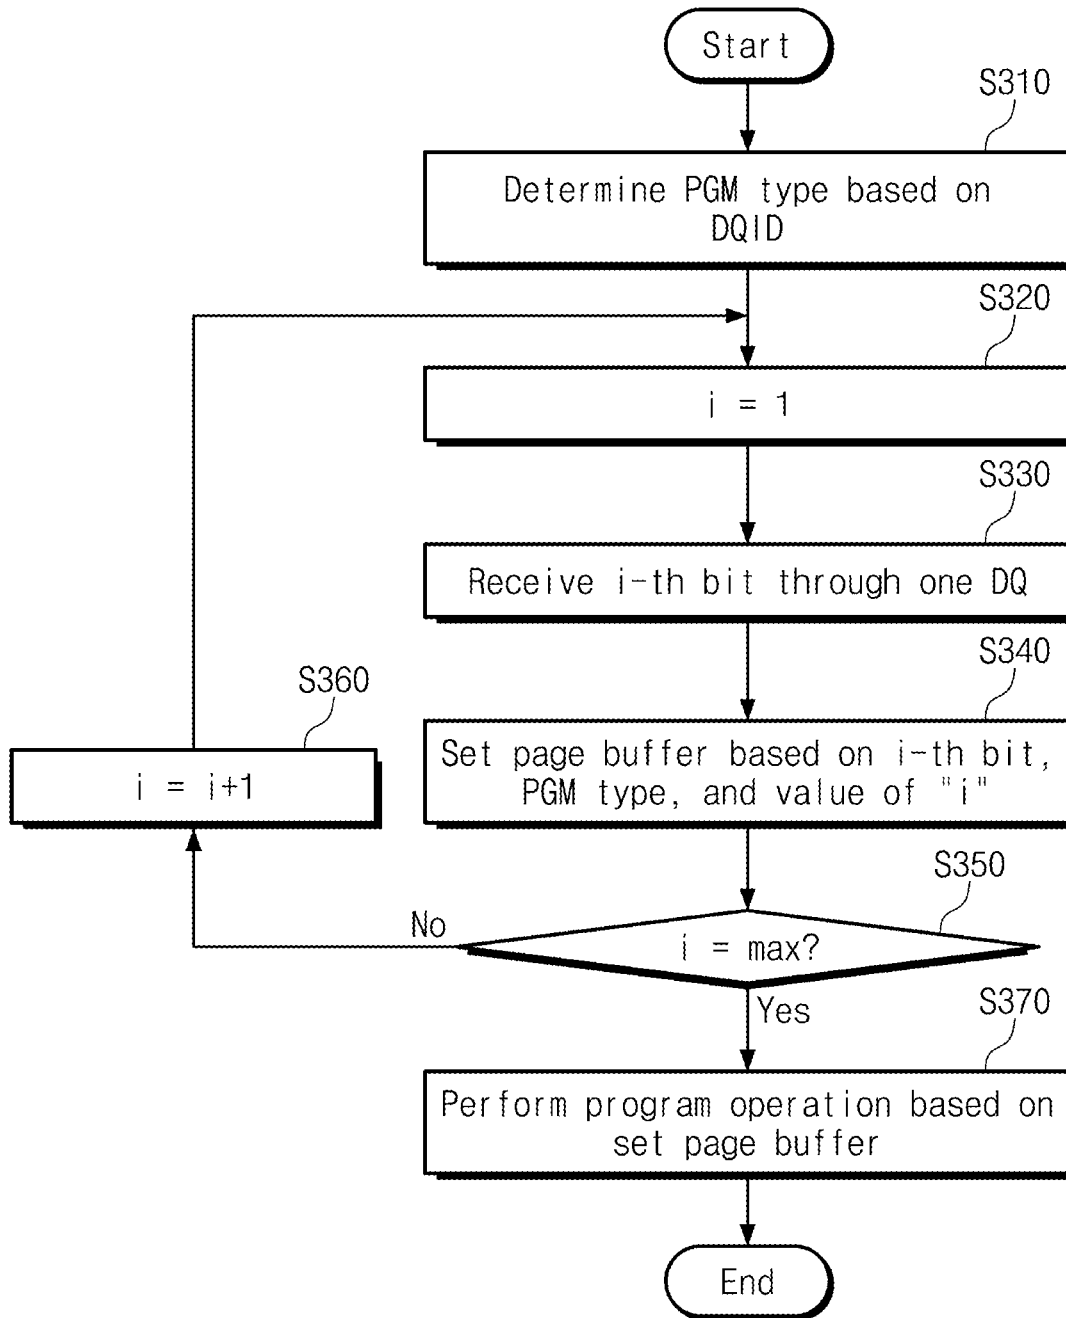 Start
S310
Determine PGM type based on
DQID
S320
i = 1
S330
Receive i-th bit through one DQ
S340
Set page buffer based on i-th bit,
PGM type, and value of "i"
S360
i = i+1
S350
i = max?
No
Yes
S370
Perform program operation based on
set page buffer
End